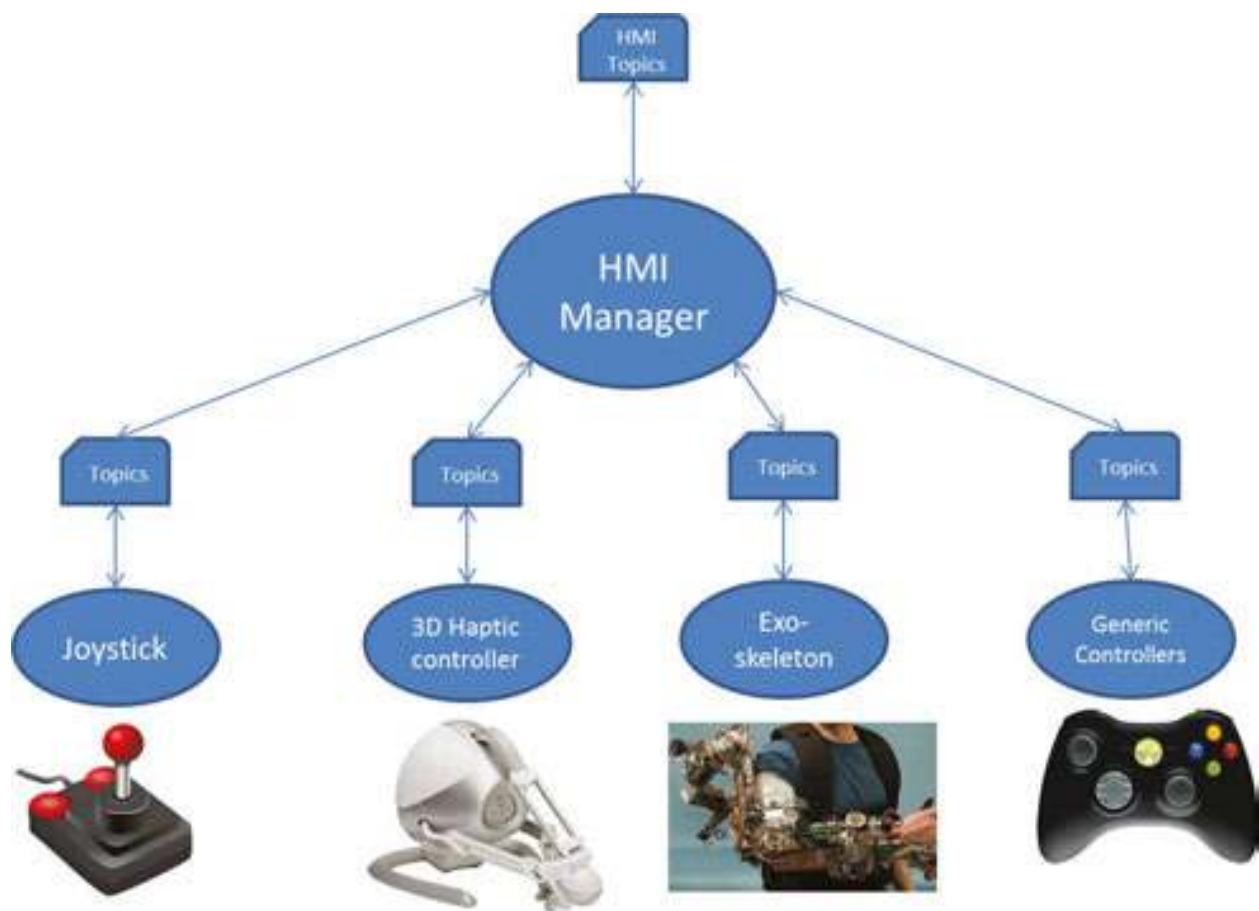 HMI
Topics
HMI
Manager
Topics
Topics
Topics
Topics
Joystick
3D Haptic
controller
Exo-
skeleton
Generic
Controllers